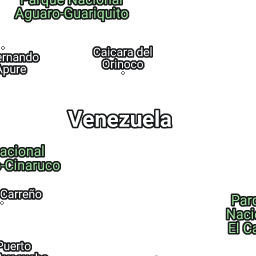 Parque Nacional
Aguaro-Guariquito
ernando
Apure
Caicara del
Orinoco
Venezuela
acional
-Cinaruco
Carreño
Parq
Nacio
El Ca
Puerto